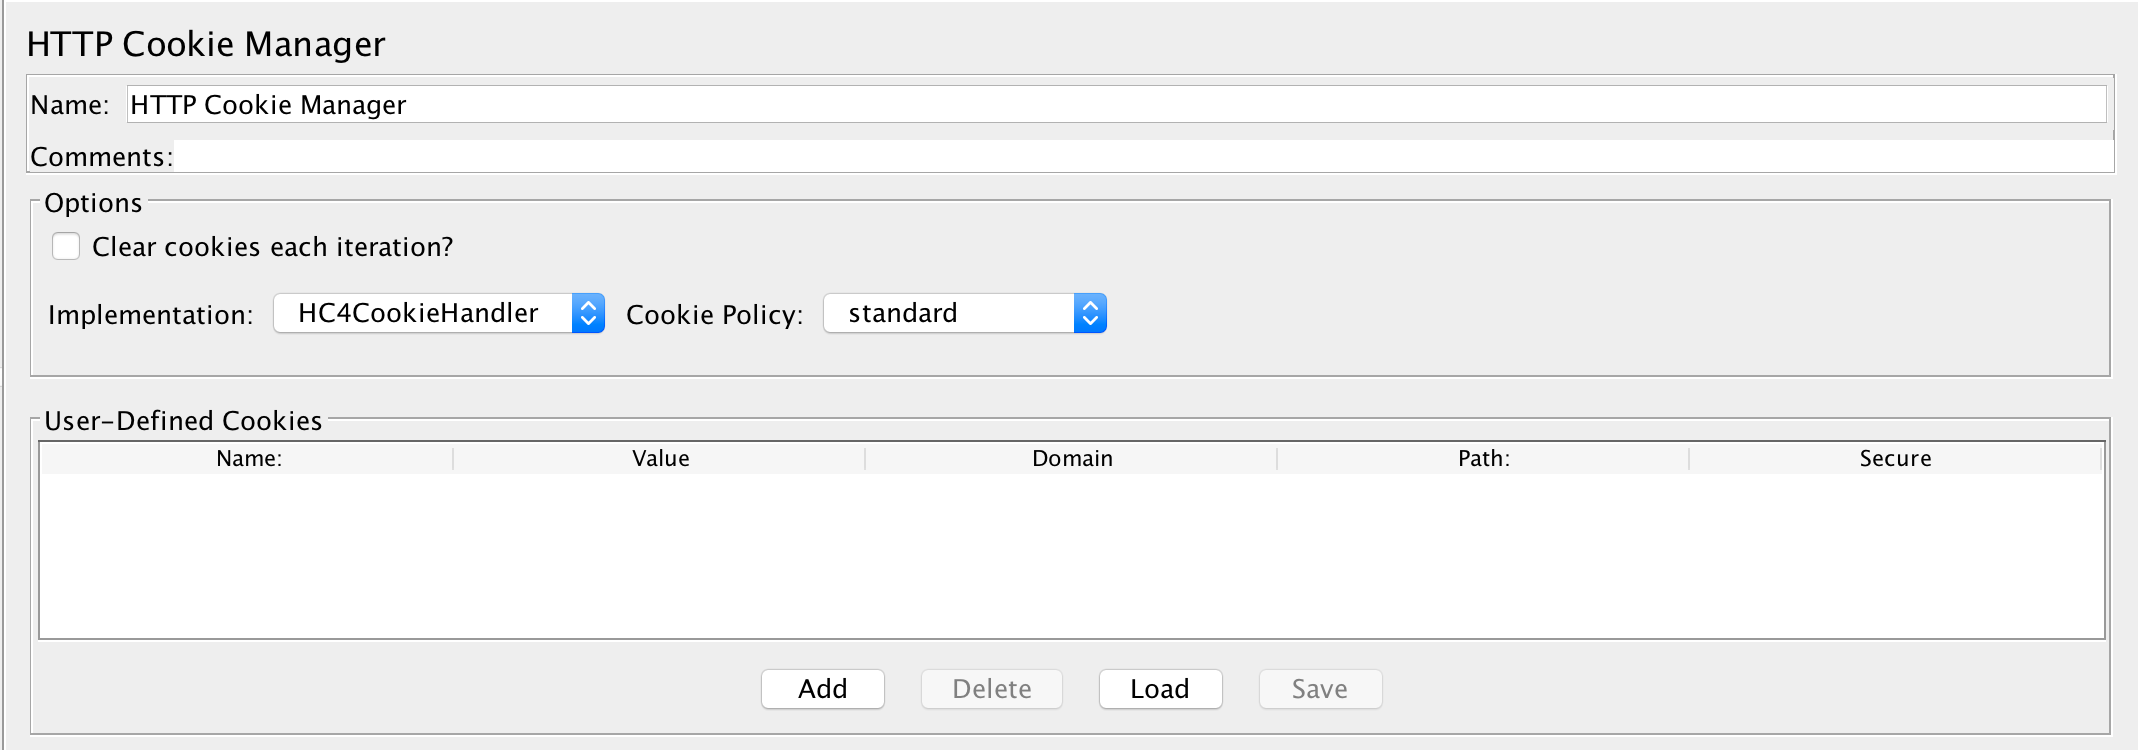 HTTP Cookie Manager
Name: HTTP Cookie Manager
Comments:
Options
Clear cookies each iteration?
Implementation: HC4CookieHandler Cookie Policy: standard
User-Defined Cookies
Name: Value Domain Path: Secure
Add Delete Load Save